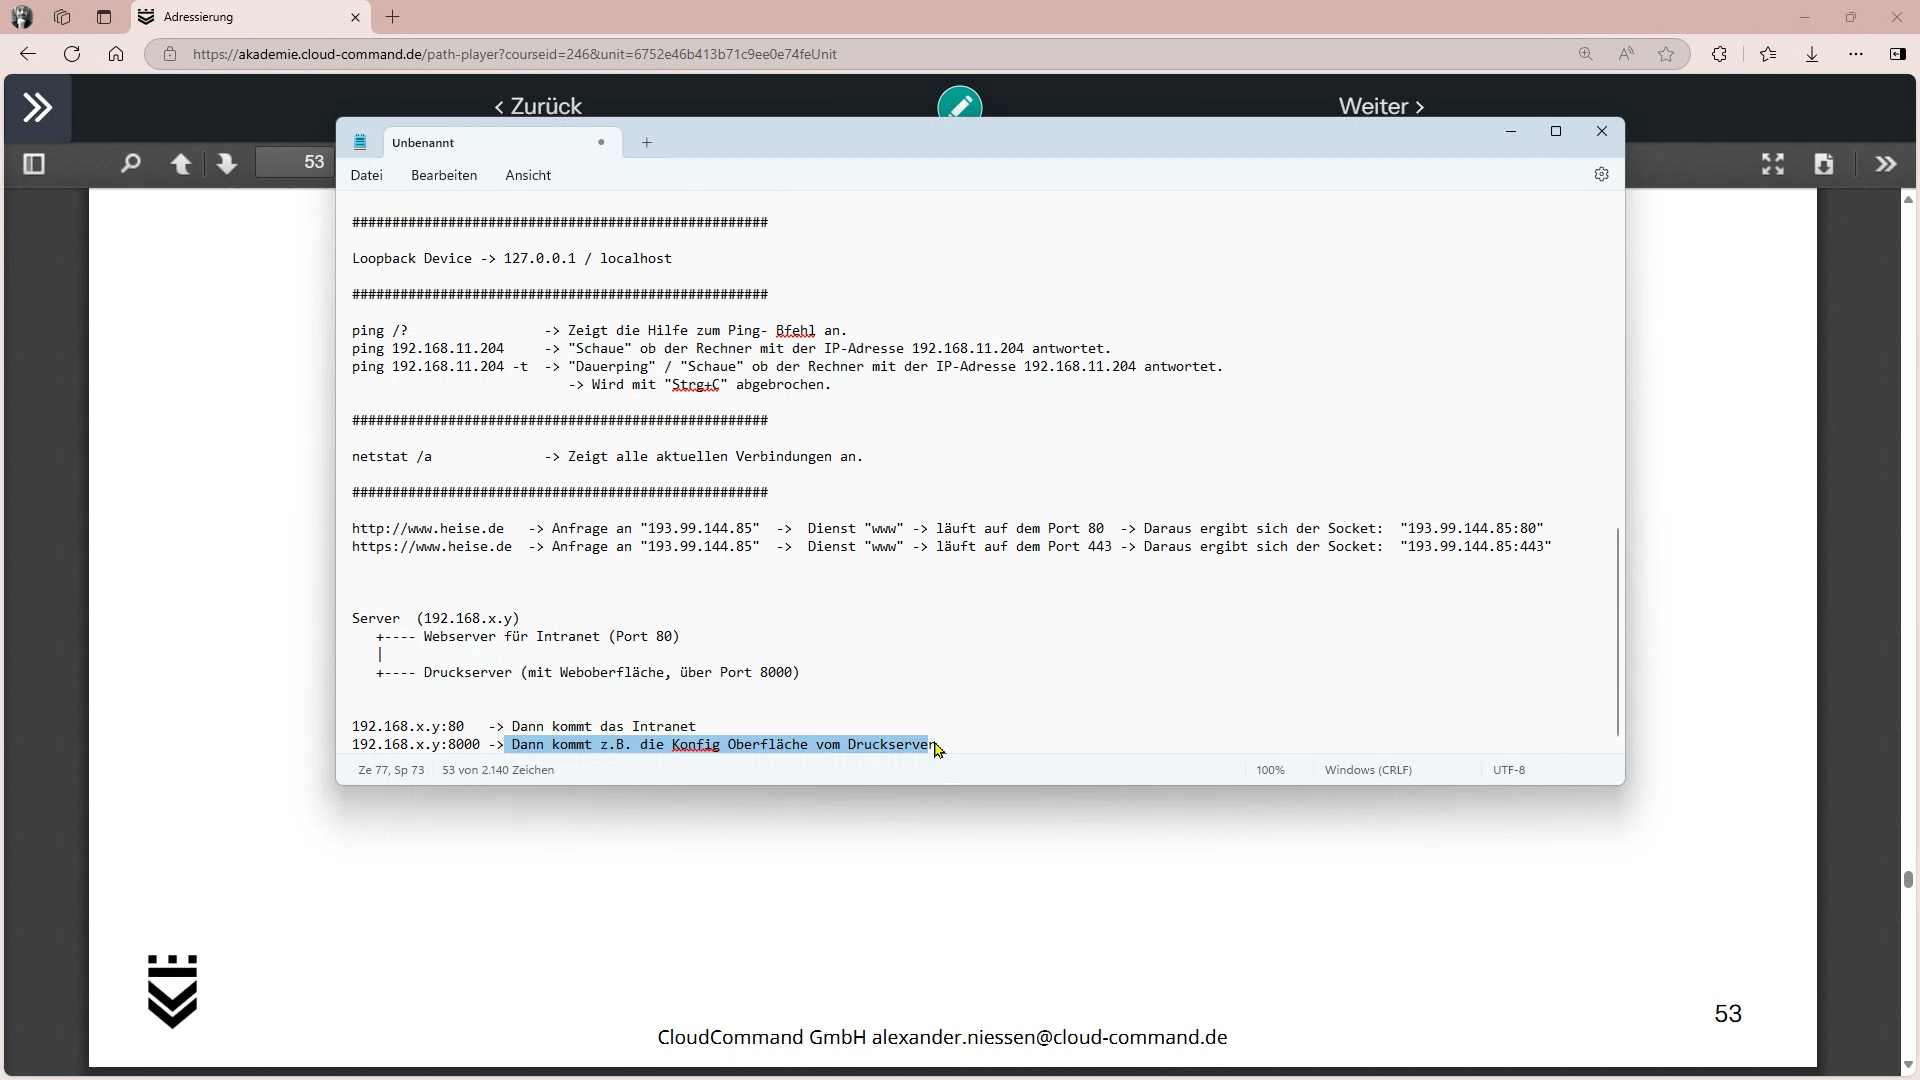 Adressierung
https://akademie.cloud-command.de/path-player?courseid=246&unit=6752e46b413b71c9ee0e74feUnit
< Zurück
Weiter >
53
Unbenannt
Datei Bearbeiten Ansicht
####################################################
Loopback Device -> 127.0.0.1 / localhost
####################################################
ping /? -> Zeigt die Hilfe zum Ping- Bfehl an.
ping 192.168.11.204 -> "Schaue" ob der Rechner mit der IP-Adresse 192.168.11.204 antwortet.
ping 192.168.11.204 -t -> "Dauerping" / "Schaue" ob der Rechner mit der IP-Adresse 192.168.11.204 antwortet.
-> Wird mit "Strg+C" abgebrochen.
####################################################
netstat /a -> Zeigt alle aktuellen Verbindungen an.
####################################################
http://www.heise.de -> Anfrage an "193.99.144.85" -> Dienst "www" -> läuft auf dem Port 80 -> Daraus ergibt sich der Socket: "193.99.144.85:80"
https://www.heise.de -> Anfrage an "193.99.144.85" -> Dienst "www" -> läuft auf dem Port 443 -> Daraus ergibt sich der Socket: "193.99.144.85:443"
Server (192.168.x.y)
+---- Webserver für Intranet (Port 80)
|
+---- Druckserver (mit Weboberfläche, über Port 8000)
192.168.x.y:80 -> Dann kommt das Intranet
192.168.x.y:8000 -> Dann kommt z.B. die Konfig Oberfläche vom Druckserver
Ze 77, Sp 73 53 von 2.140 Zeichen 100% Windows (CRLF) UTF-8
53
CloudCommand GmbH alexander.niessen@cloud-command.de